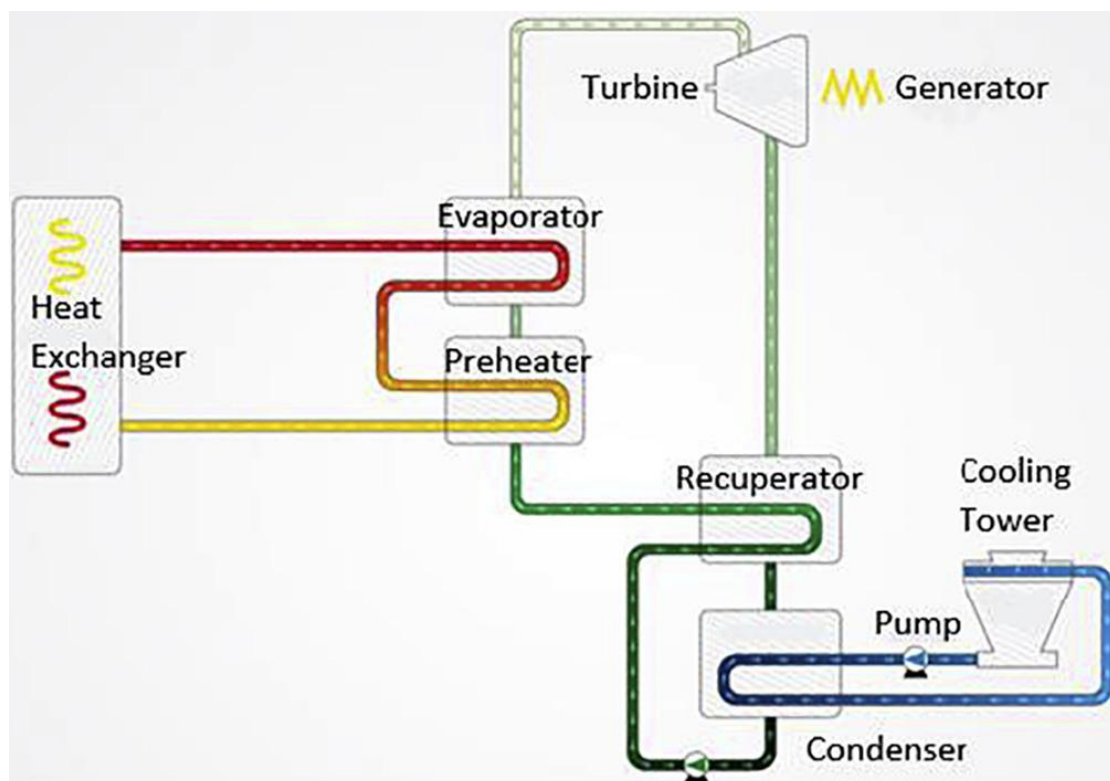 Turbine
Generator
Evaporator
Heat
Exchanger
Preheater
Recuperator
Cooling
Tower
Pump
Condenser